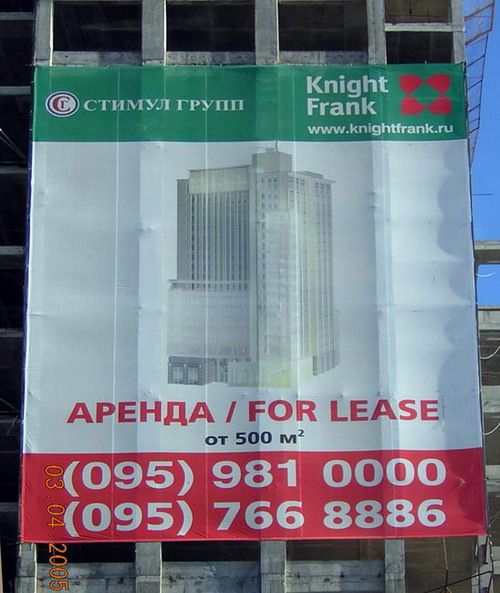 СГ СТИМУЛ ГРУПП
Knight
Frank
www.knightfrank.ru
АРЕНДА / FOR LEASE
от 500 м²
(095) 981 0000
(095) 766 8886
03.04.2005